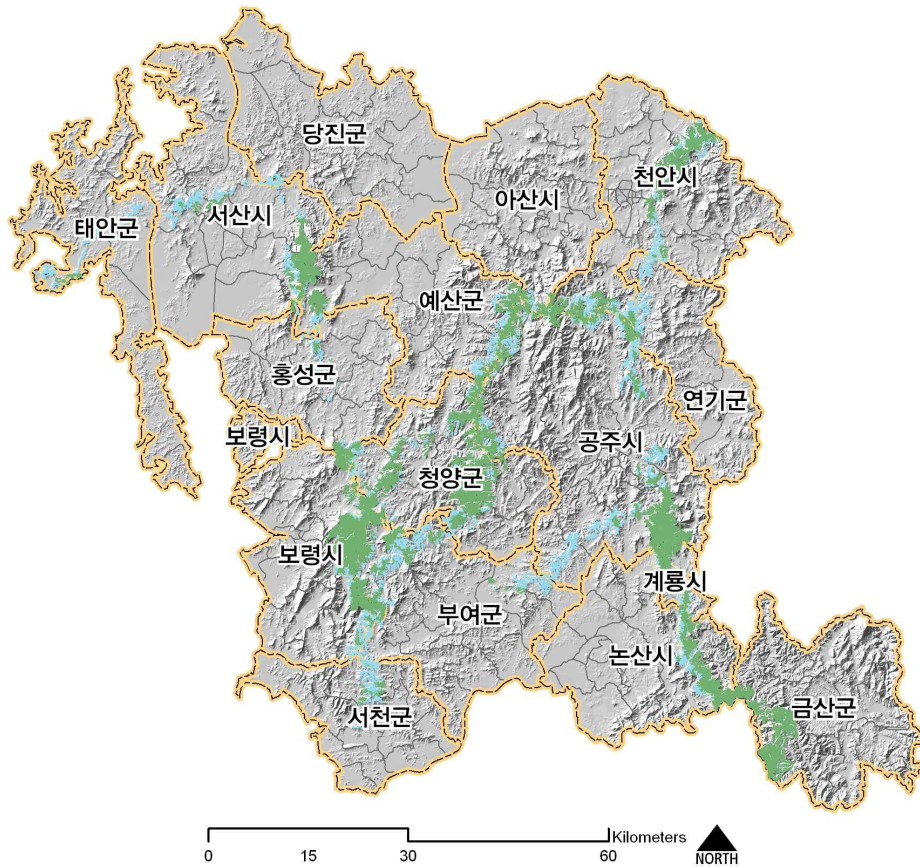 당진군
천안시
아산시
서산시
태안군
예산군
홍성군
연기군
보령시
공주시
청양군
보령시
계룡시
부여군
논산시
금산군
서천군
Kilometers
0
15
30
60
NORTH